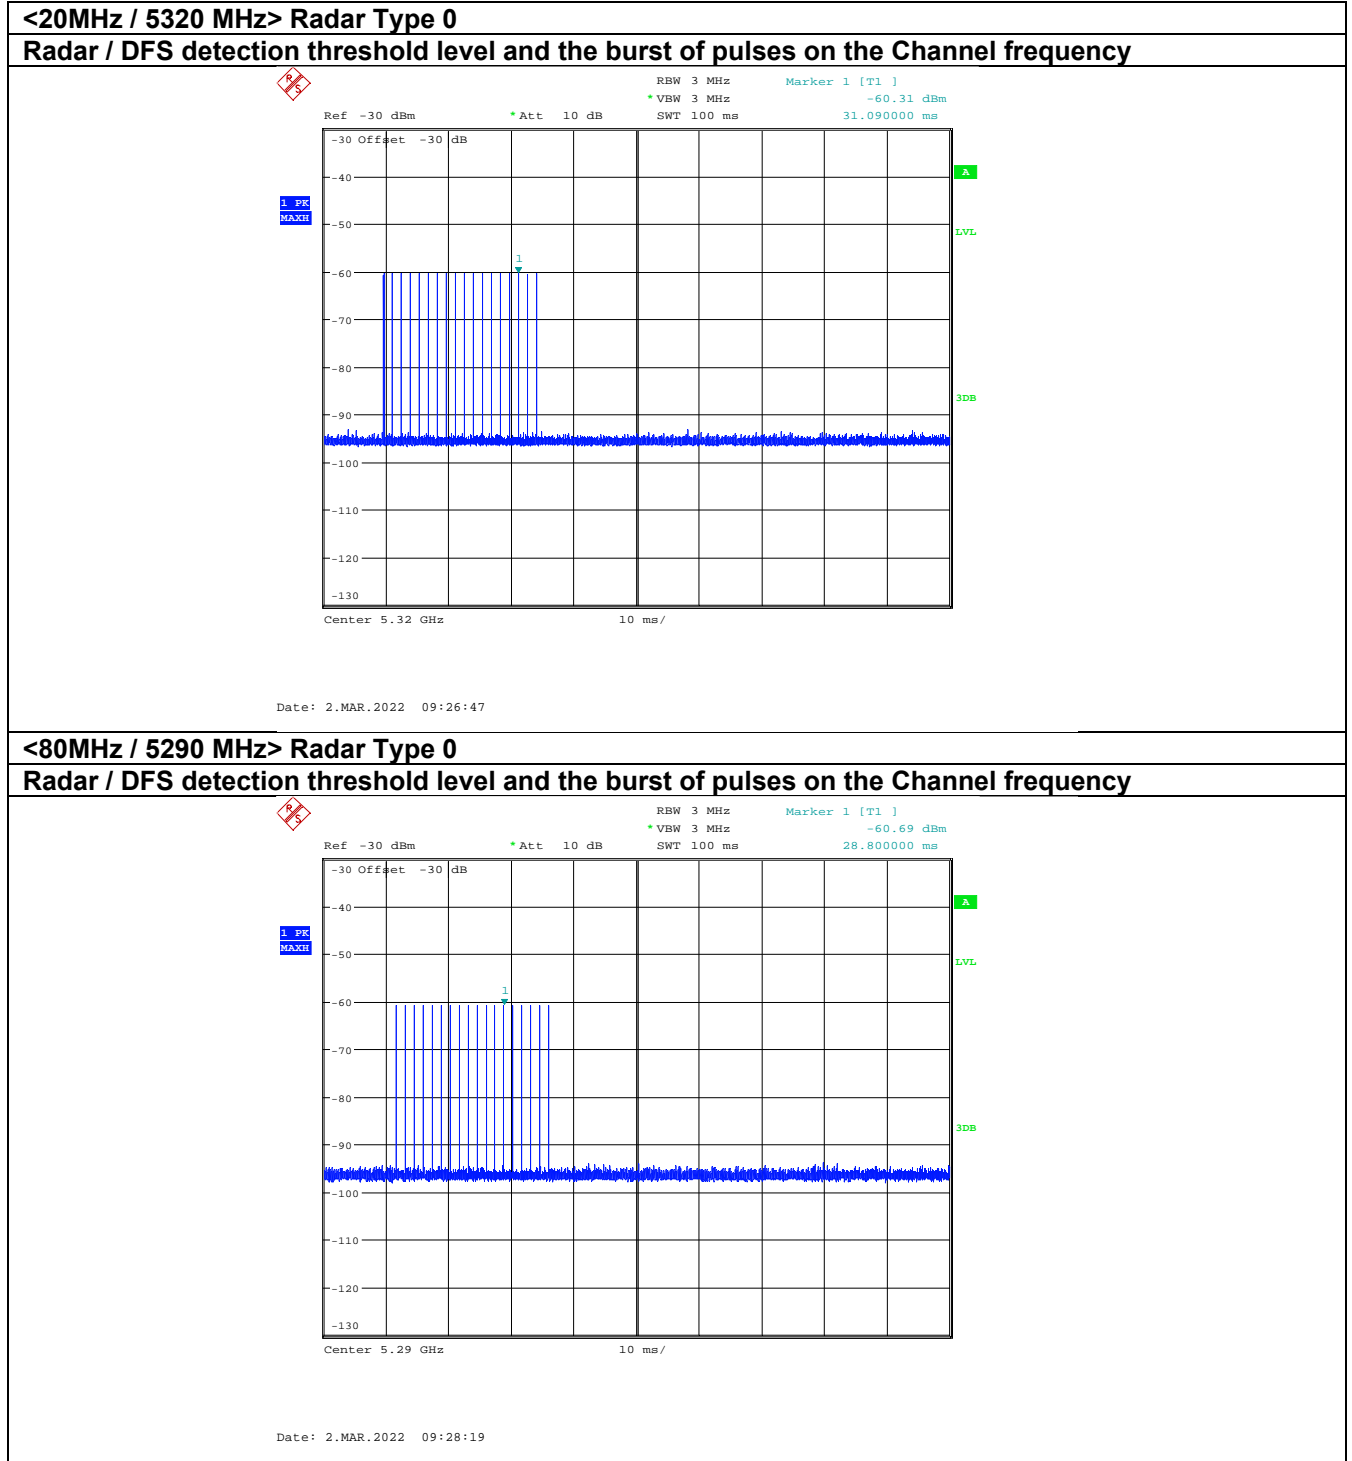 <20MHz / 5320 MHz> Radar Type 0
Radar / DFS detection threshold level and the burst of pulses on the Channel frequency
R S
RBW 3 MHz Marker 1 [T1 ]
*VBW 3 MHz -60.31 dBm
Ref -30 dBm *Att 10 dB SWT 100 ms 31.090000 ms
-30 Offset -30 dB
-40
A
1 PK
MAXH
-50
LVL
1
-60
-70
-80
3DB
-90
-100
-110
-120
-130
Center 5.32 GHz 10 ms/
Date: 2.MAR.2022 09:26:47
<80MHz / 5290 MHz> Radar Type 0
Radar / DFS detection threshold level and the burst of pulses on the Channel frequency
R S
RBW 3 MHz Marker 1 [T1 ]
*VBW 3 MHz -60.69 dBm
Ref -30 dBm *Att 10 dB SWT 100 ms 28.800000 ms
-30 Offset -30 dB
-40
A
1 PK
MAXH
-50
LVL
1
-60
-70
-80
3DB
-90
-100
-110
-120
-130
Center 5.29 GHz 10 ms/
Date: 2.MAR.2022 09:28:19